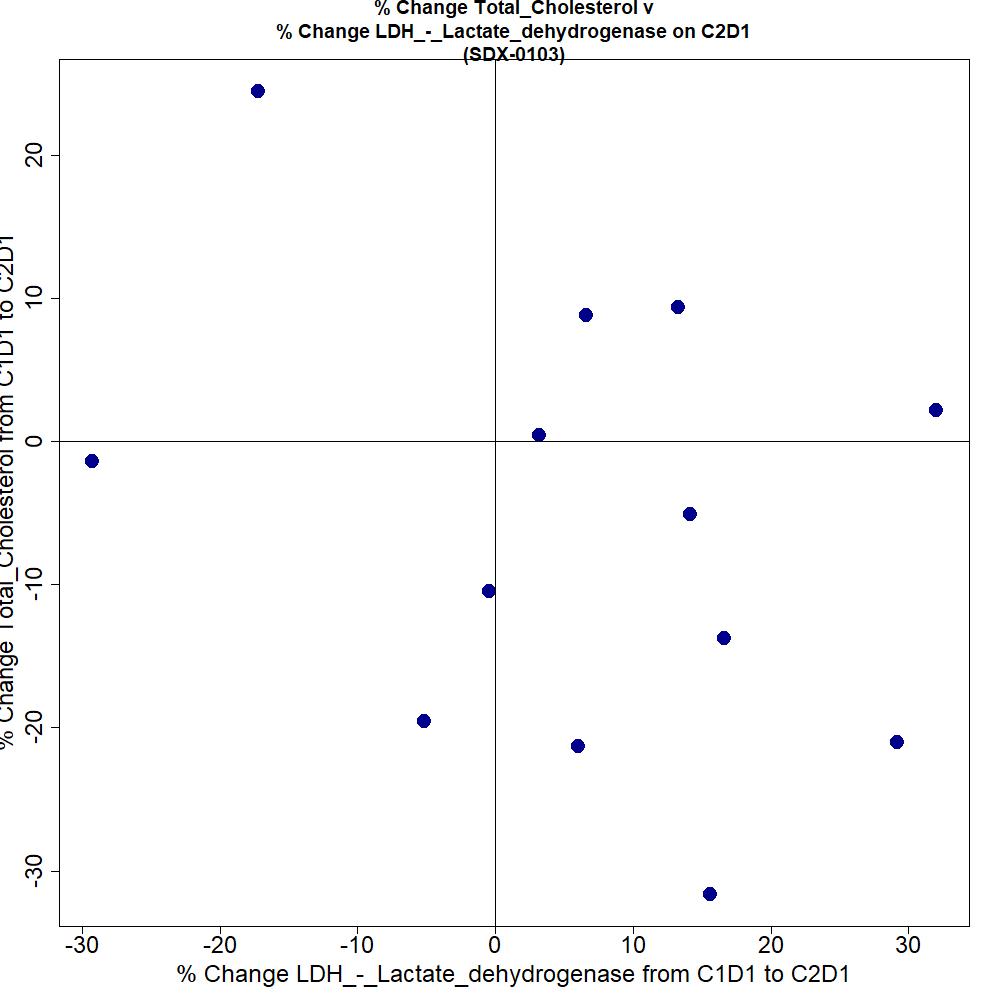 % Change Total_Cholesterol v
% Change LDH_-_Lactate_dehydrogenase on C2D1
(SDX-0103)
% Change Total_Cholesterol from C1D1 to C2D1
20
10
0
-10
-20
-30
-30
-20
-10
0
10
20
30
% Change LDH_-_Lactate_dehydrogenase from C1D1 to C2D1